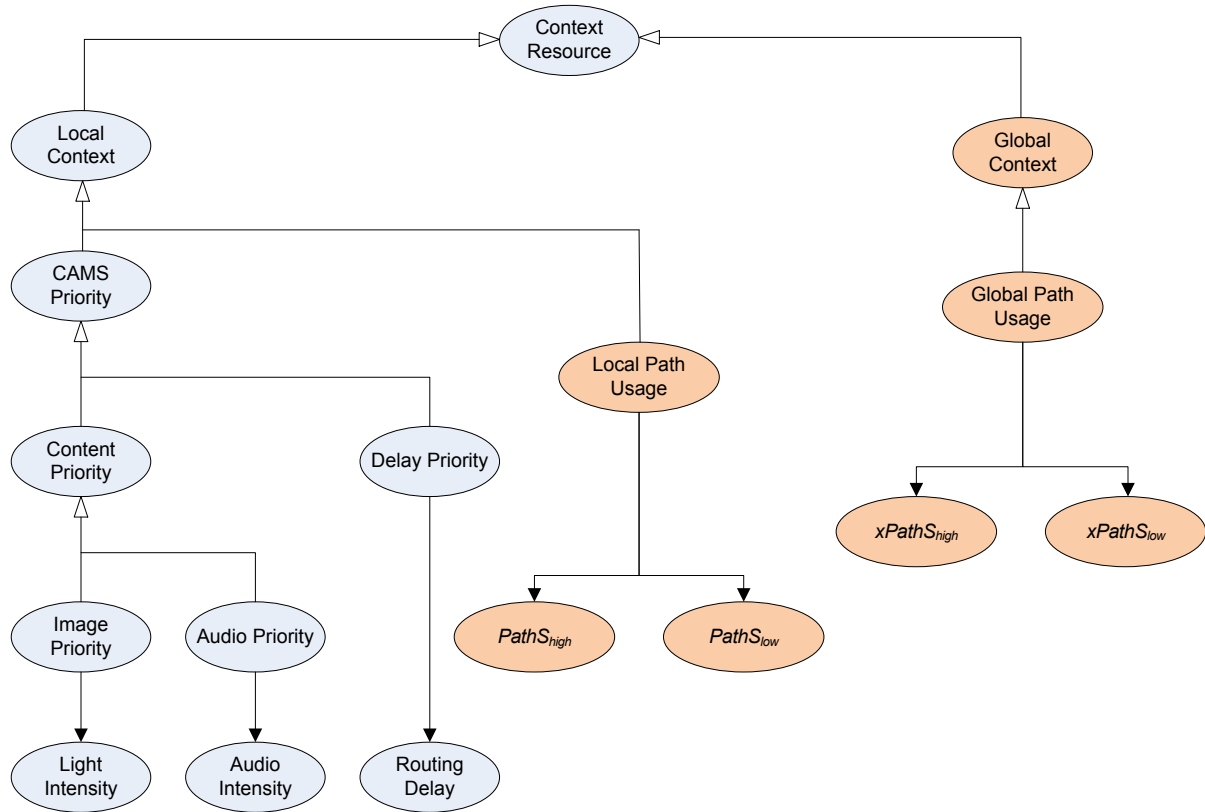 Context
Resource
Local
Context
Global
Context
CAMS
Priority
Global Path
Usage
Local Path
Usage
Content
Priority
Delay Priority
xPathS_high
xPathS_low
Image
Priority
Audio Priority
PathS_high
PathS_low
Light
Intensity
Audio
Intensity
Routing
Delay